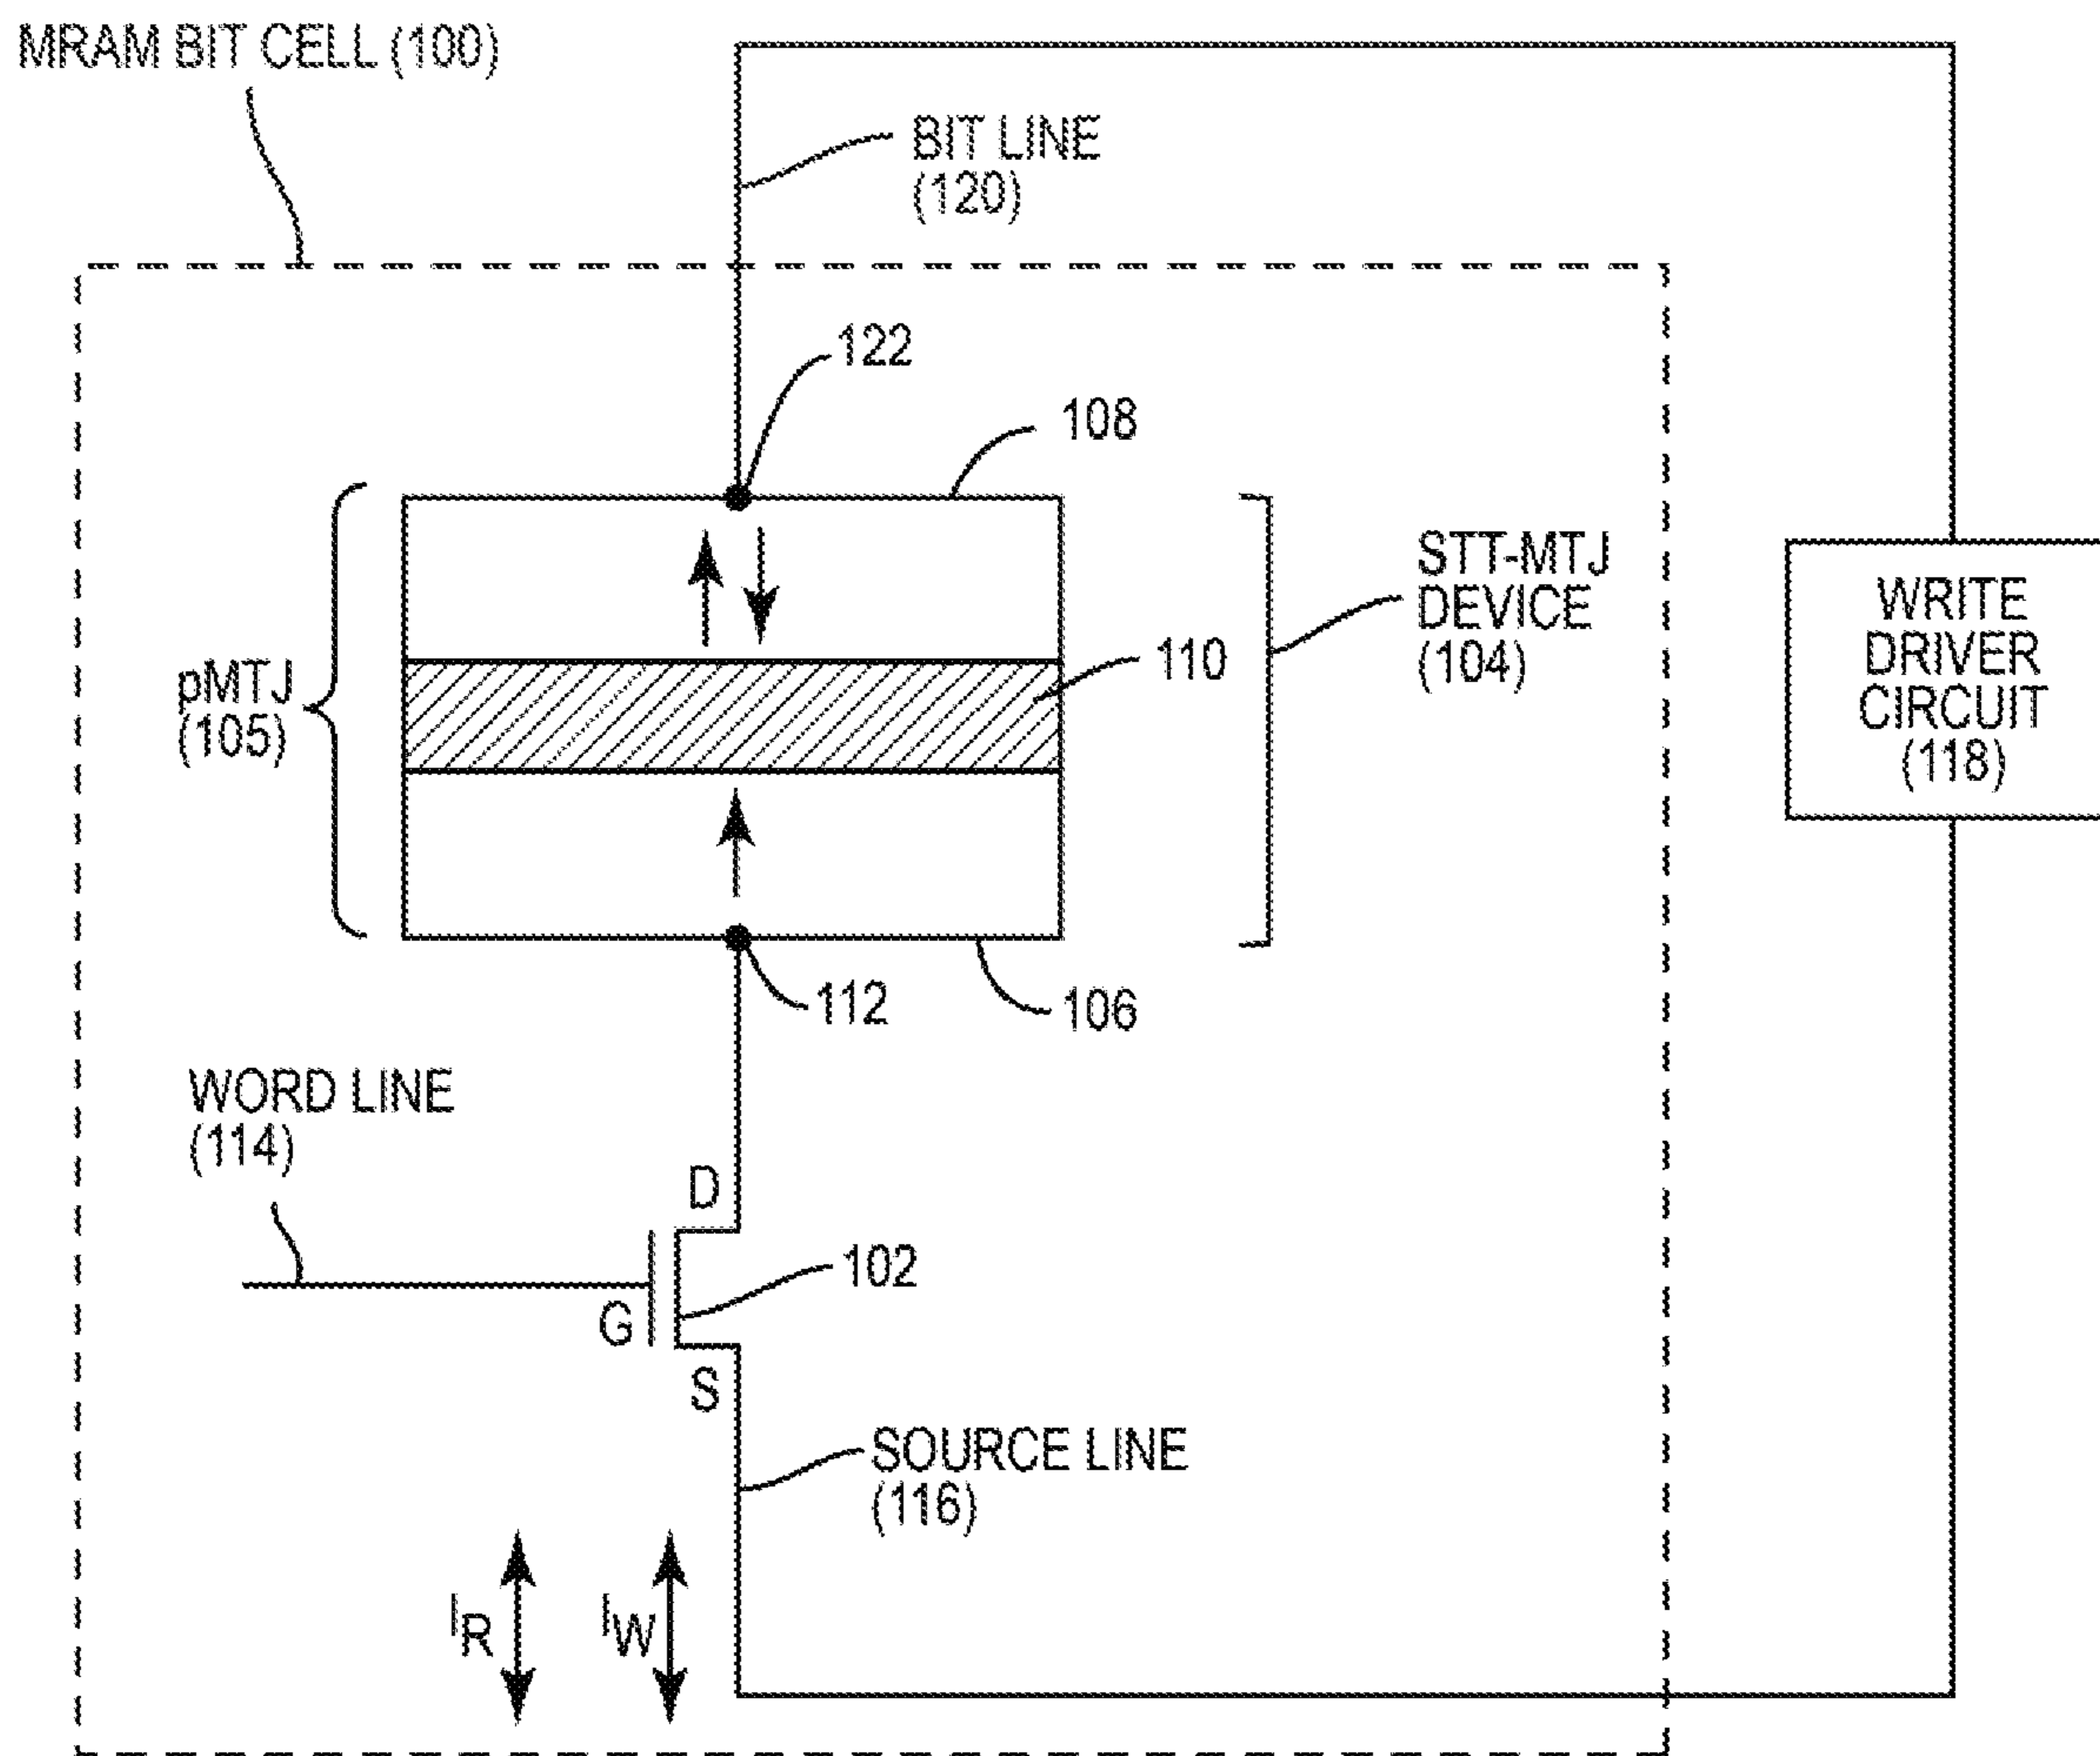 MRAM BIT CELL (100)
BIT LINE
(120)
122
108
STT-MTJ
DEVICE
(104)
WRITE
DRIVER
CIRCUIT
(118)
110
pMTJ
(105)
112
106
WORD LINE
(114)
D
102
G
S
SOURCE LINE
(116)
IR
IW